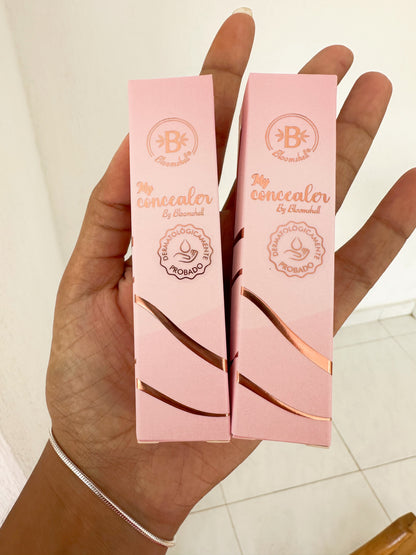 B
Bloomshell®
My
concealer
By Bloomshell
DERMATOLÓGICAMENTE
PROBADO
B
Bloomshell®
My
concealer
By Bloomshell
DERMATOLÓGICAMENTE
PROBADO